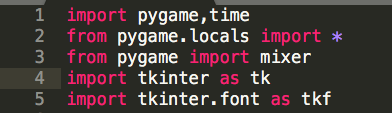 1 import pygame,time
2 from pygame.locals import *
3 from pygame import mixer
4 import tkinter as tk
5 import tkinter.font as tkf